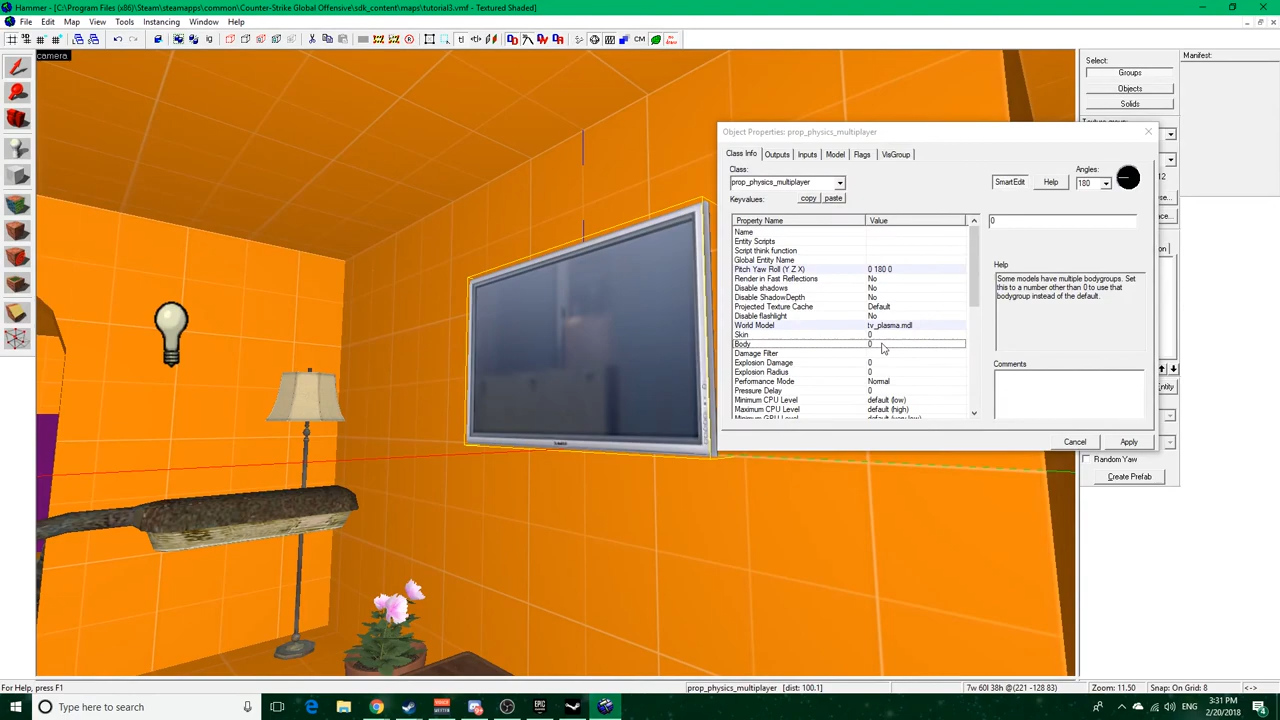 Hammer - [C:\Program Files (x86)\Steam\steamapps\common\Counter-Strike Global Offensive\sdk_content\maps\tutorial3.vmf - Textured Shaded]
File Edit Map View Tools Instancing Window Help
CM
camera
Select:
Groups
Objects
Solids
Manifest:
Object Properties: prop_physics_multiplayer
Class Info Outputs Inputs Model Flags VisGroup
Class:
prop_physics_multiplayer
SmartEdit Help
Angles:
180
Keyvalues: copy paste
Property Name Value
0
Name
Entity Scripts
Script think function
Global Entity Name
Pitch Yaw Roll (Y Z X) 0 180 0
Render in Fast Reflections No
Disable shadows No
Disable ShadowDepth No
Projected Texture Cache Default
Disable flashlight No
World Model tv_plasma.mdl
Skin 0
Body 0
Damage Filter
Explosion Damage 0
Explosion Radius 0
Performance Mode Normal
Pressure Delay 0
Minimum CPU Level default (low)
Maximum CPU Level default (high)
Help
Some models have multiple bodygroups. Set
this to a number other than 0 to use that
bodygroup instead of the default.
Comments
Cancel Apply
Random Yaw
Create Prefab
For Help, press F1
prop_physics_multiplayer [dist: 100.1]
7w 60l 38h @(221 -128 83)
Zoom: 11.50
Snap: On Grid: 8
<->
Type here to search
ENG
3:31 PM
2/20/2018